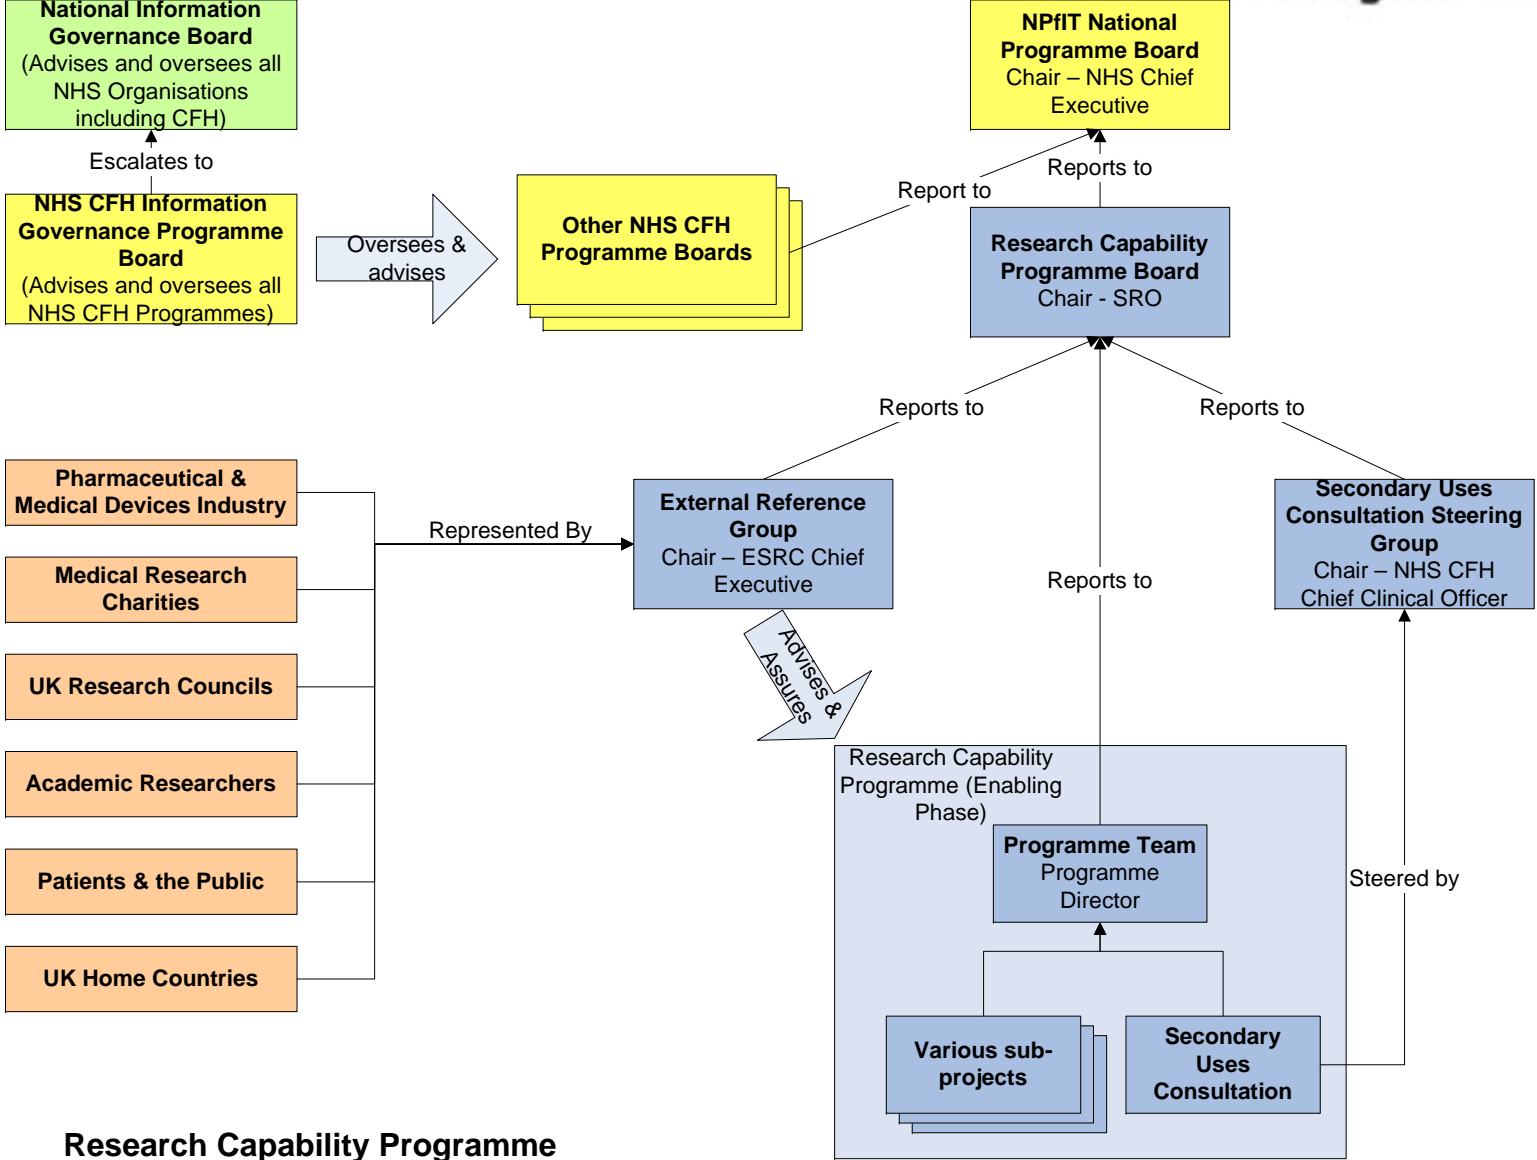 National Information
Governance Board
(Advises and oversees all
NHS Organisations
including CFH)
Escalates to
NHS CFH Information
Governance Programme
Board
(Advises and oversees all
NHS CFH Programmes)
Oversees &
advises
Other NHS CFH
Programme Boards
Report to
NPfIT National
Programme Board
Chair – NHS Chief
Executive
Reports to
Research Capability
Programme Board
Chair - SRO
Reports to
Reports to
Reports to
Pharmaceutical &
Medical Devices Industry
Medical Research
Charities
UK Research Councils
Academic Researchers
Patients & the Public
UK Home Countries
Represented By
External Reference
Group
Chair – ESRC Chief
Executive
Advises &
Assures
Secondary Uses
Consultation Steering
Group
Chair – NHS CFH
Chief Clinical Officer
Steered by
Research Capability
Programme (Enabling
Phase)
Programme Team
Programme
Director
Various sub-
projects
Secondary
Uses
Consultation
Research Capability Programme